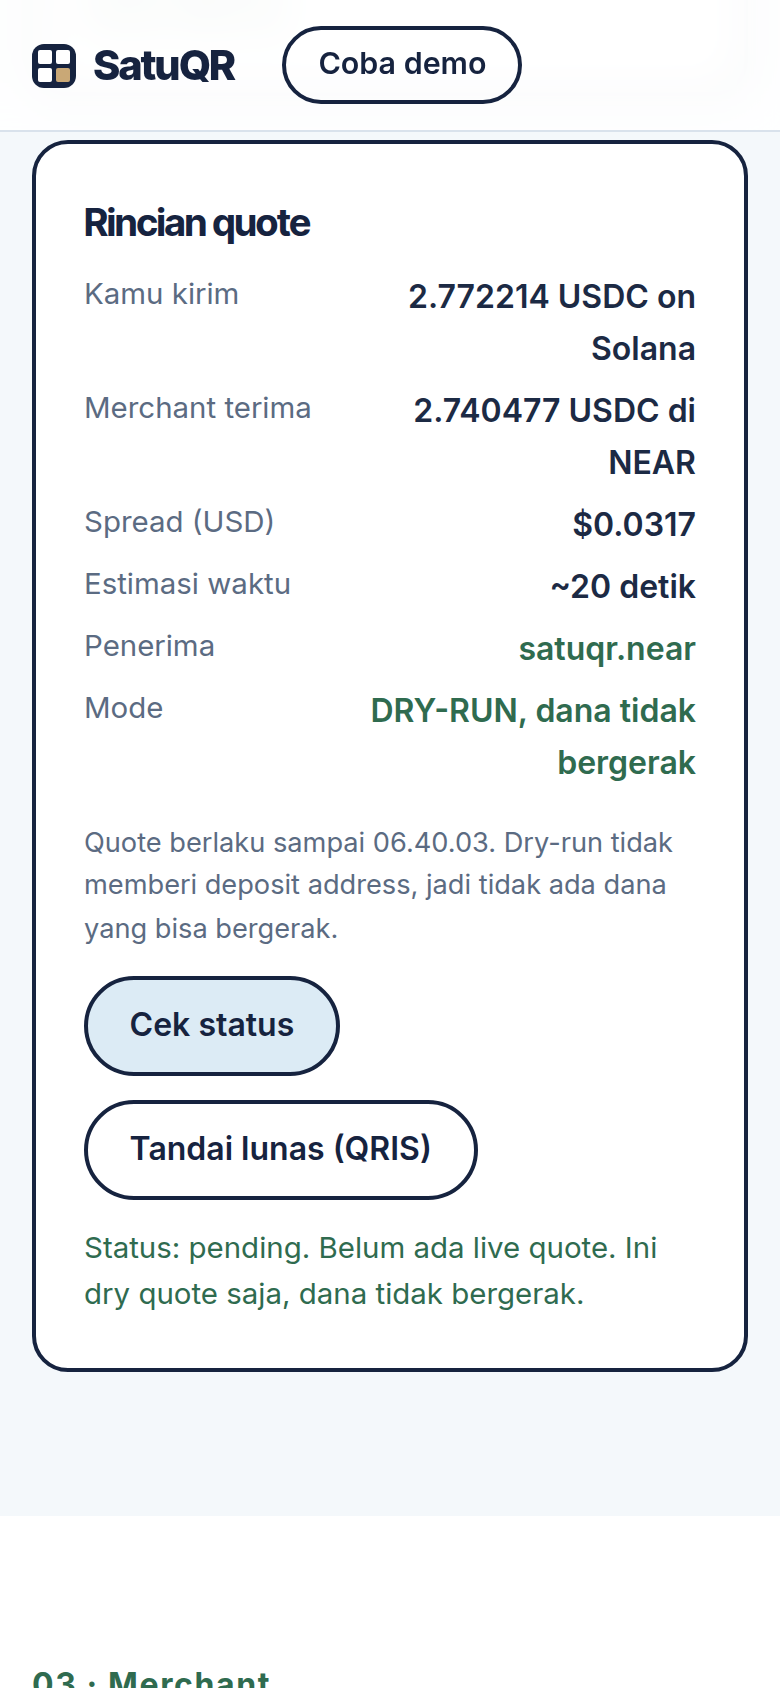 SatuQR
Coba demo
Rincian quote
Kamu kirim
2.772214 USDC on
Solana
Merchant terima
2.740477 USDC di
NEAR
Spread (USD)
$0.0317
Estimasi waktu
~20 detik
Penerima
satuqr.near
Mode
DRY-RUN, dana tidak
bergerak
Quote berlaku sampai 06.40.03. Dry-run tidak
memberi deposit address, jadi tidak ada dana
yang bisa bergerak.
Cek status
Tandai lunas (QRIS)
Status: pending. Belum ada live quote. Ini
dry quote saja, dana tidak bergerak.
03 · Merchant